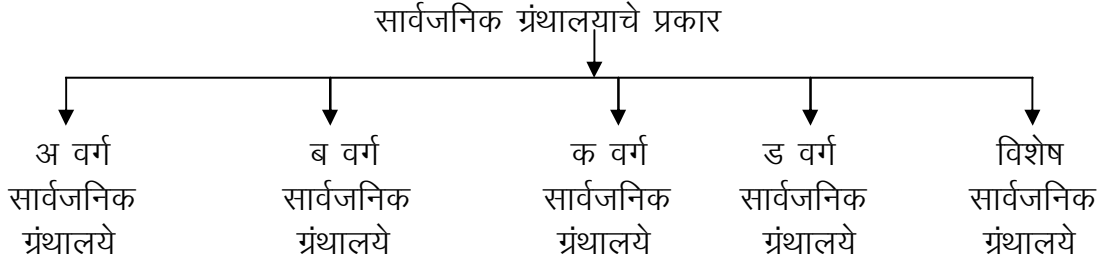 सार्वजनिक ग्रंथालयाचे प्रकार
अ वर्ग
सार्वजनिक
ग्रंथालये
ब वर्ग
सार्वजनिक
ग्रंथालये
क वर्ग
सार्वजनिक
ग्रंथालये
ड वर्ग
सार्वजनिक
ग्रंथालये
विशेष
सार्वजनिक
ग्रंथालये